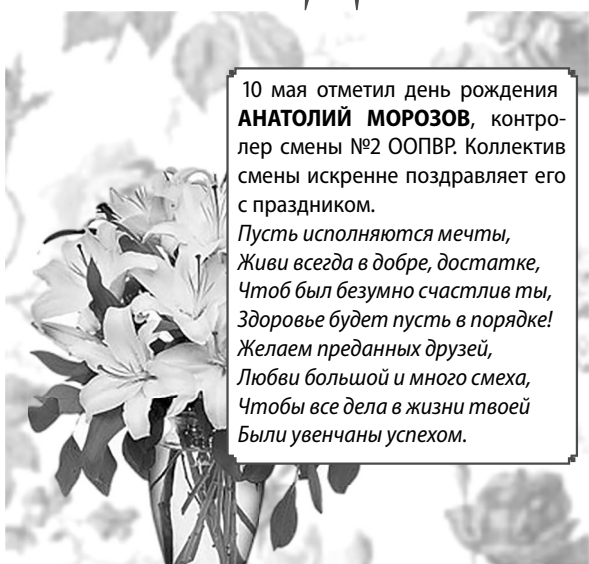 10 мая отметил день рождения
АНАТОЛИЙ МОРОЗОВ, контро-
лер смены №2 ООПВР. Коллектив
смены искренне поздравляет его
с праздником.
Пусть исполняются мечты,
Живи всегда в добре, достатке,
Чтоб был безумно счастлив ты,
Здоровье будет пусть в порядке!
Желаем преданных друзей,
Любви большой и много смеха,
Чтобы все дела в жизни твоей
Были увенчаны успехом.